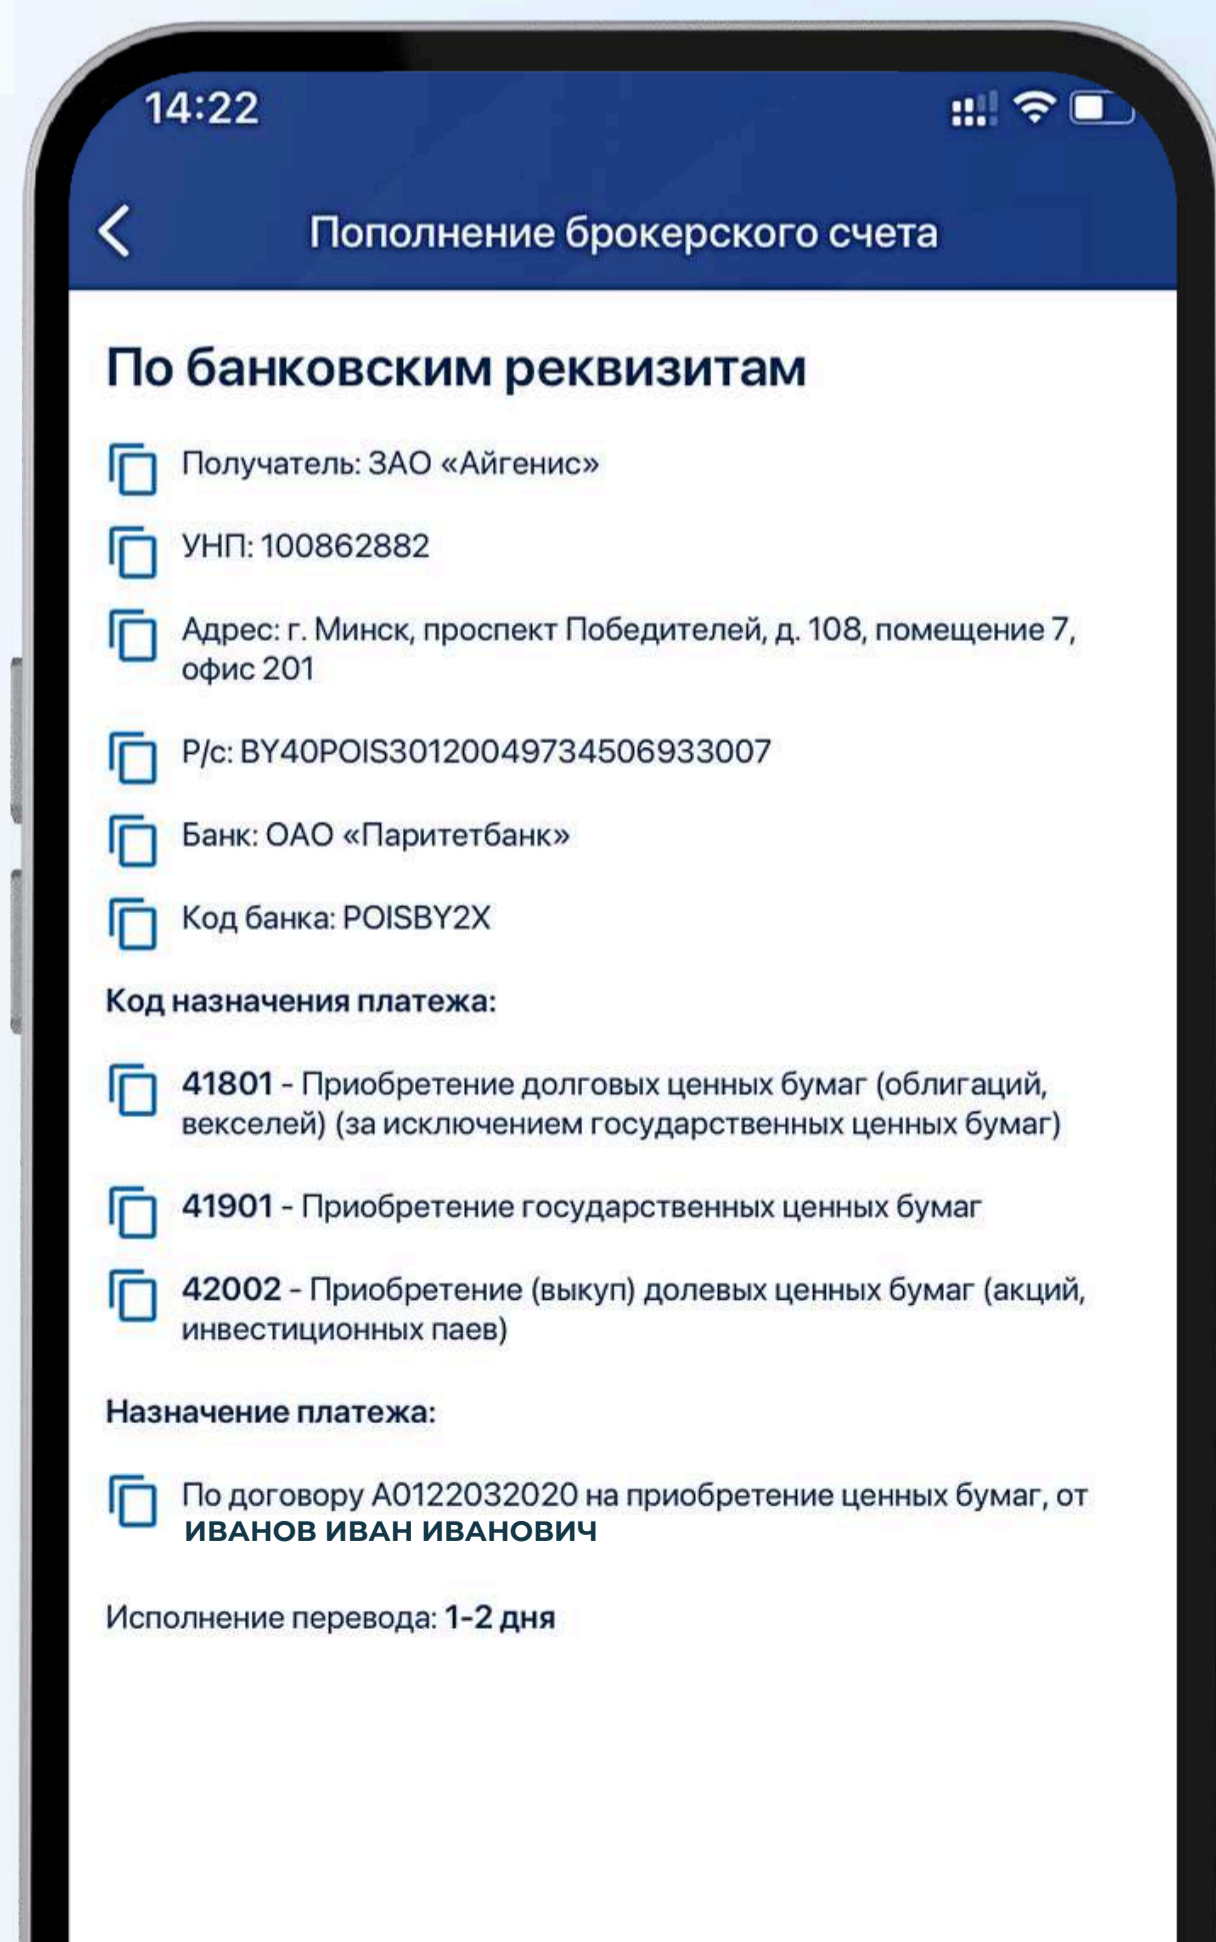 14:22
Пополнение брокерского счета
По банковским реквизитам
Получатель: ЗАО «Айгенис»
УНП: 100862882
Адрес: г. Минск, проспект Победителей, д. 108, помещение 7,
офис 201
Р/с: BY40POIS30120049734506933007
Банк: ОАО «Паритетбанк»
Код банка: POISBY2X
Код назначения платежа:
41801 - Приобретение долговых ценных бумаг (облигаций,
векселей) (за исключением государственных ценных бумаг)
41901 - Приобретение государственных ценных бумаг
42002 - Приобретение (выкуп) долевых ценных бумаг (акций,
инвестиционных паев)
Назначение платежа:
По договору А0122032020 на приобретение ценных бумаг, от
ИВАНОВ ИВАН ИВАНОВИЧ
Исполнение перевода: 1-2 дня